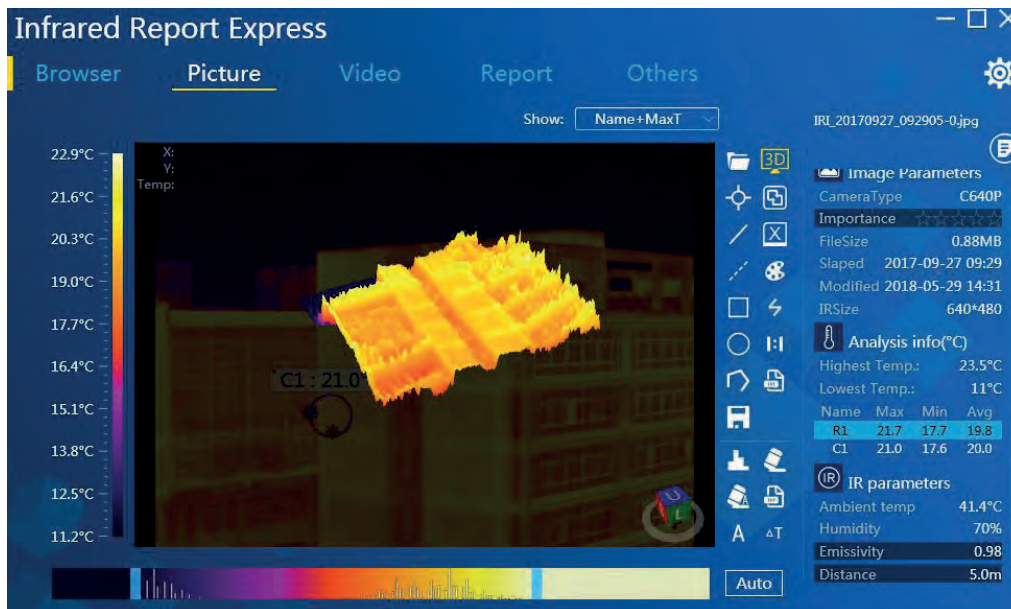 Infrared Report Express
Browser Picture Video Report Others
Show: Name+MaxT
IRI_20170927_092905-0.jpg
22.9°C
21.6°C
20.3°C
19.0°C
17.7°C
16.4°C
15.1°C
13.8°C
12.5°C
11.2°C
X:
Y:
Temp:
C1 : 21.0°
U
L
3D
X
1:1
A
ΔT
Auto
Image Parameters
CameraType C640P
Importance
FileSize 0.88MB
Slaped 2017-09-27 09:29
Modified 2018-05-29 14:31
IRSize 640*480
Analysis info(°C)
Highest Temp.: 23.5°C
Lowest Temp.: 11°C
Name Max Min Avg
R1 21.7 17.7 19.8
C1 21.0 17.6 20.0
IR IR parameters
Ambient temp 41.4°C
Humidity 70%
Emissivity 0.98
Distance 5.0m